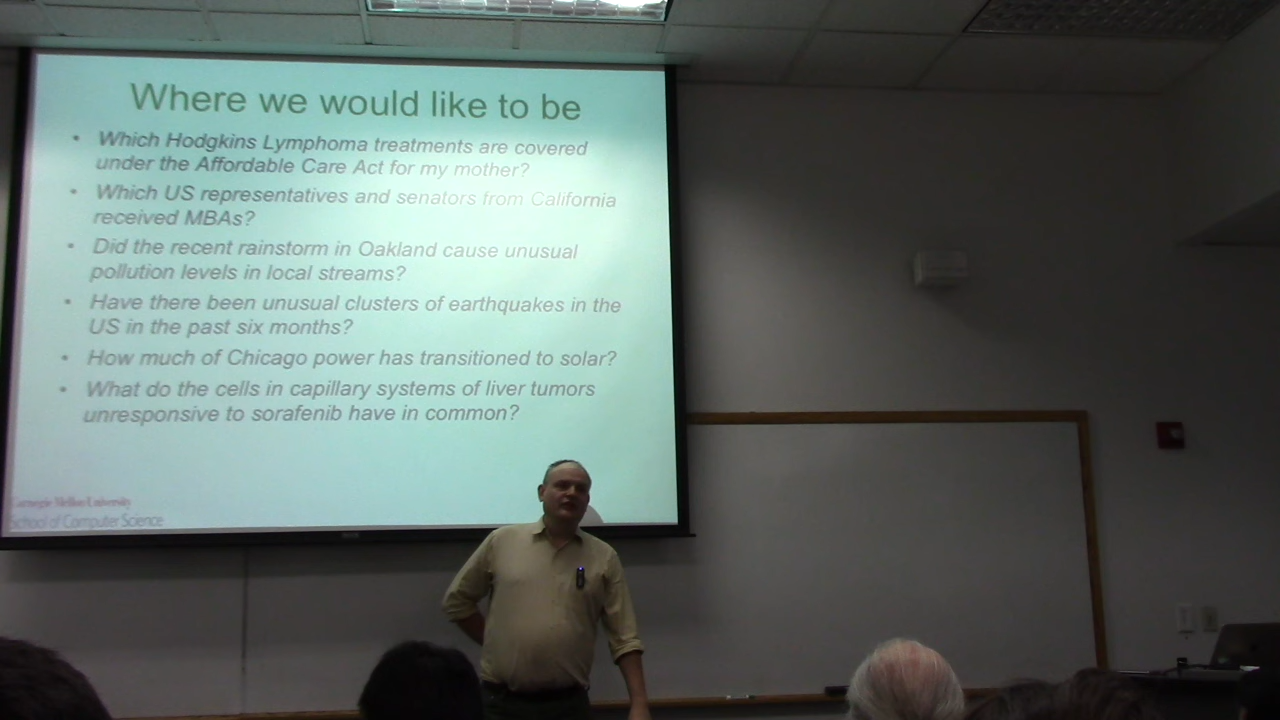 Where we would like to be
• Which Hodgkins Lymphoma treatments are covered
under the Affordable Care Act for my mother?
• Which US representatives and senators from California
received MBAs?
• Did the recent rainstorm in Oakland cause unusual
pollution levels in local streams?
• Have there been unusual clusters of earthquakes in the
US in the past six months?
• How much of Chicago power has transitioned to solar?
• What do the cells in capillary systems of liver tumors
unresponsive to sorafenib have in common?
Carnegie Mellon University
School of Computer Science